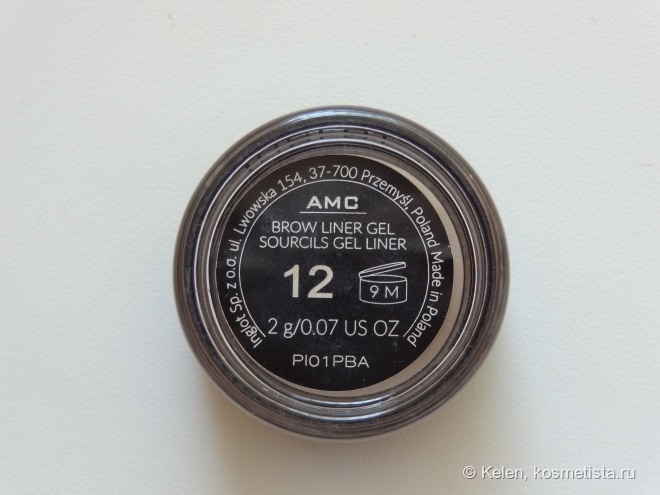 Inglot Sp. z o.o. ul. Lwowska 154, 37-700 Przemyśl, Poland Made in Poland
AMC
BROW LINER GEL
SOURCILS GEL LINER
12
9 M
2 g/0.07 US OZ
PI01PBA
© Kelen, kosmetista.ru